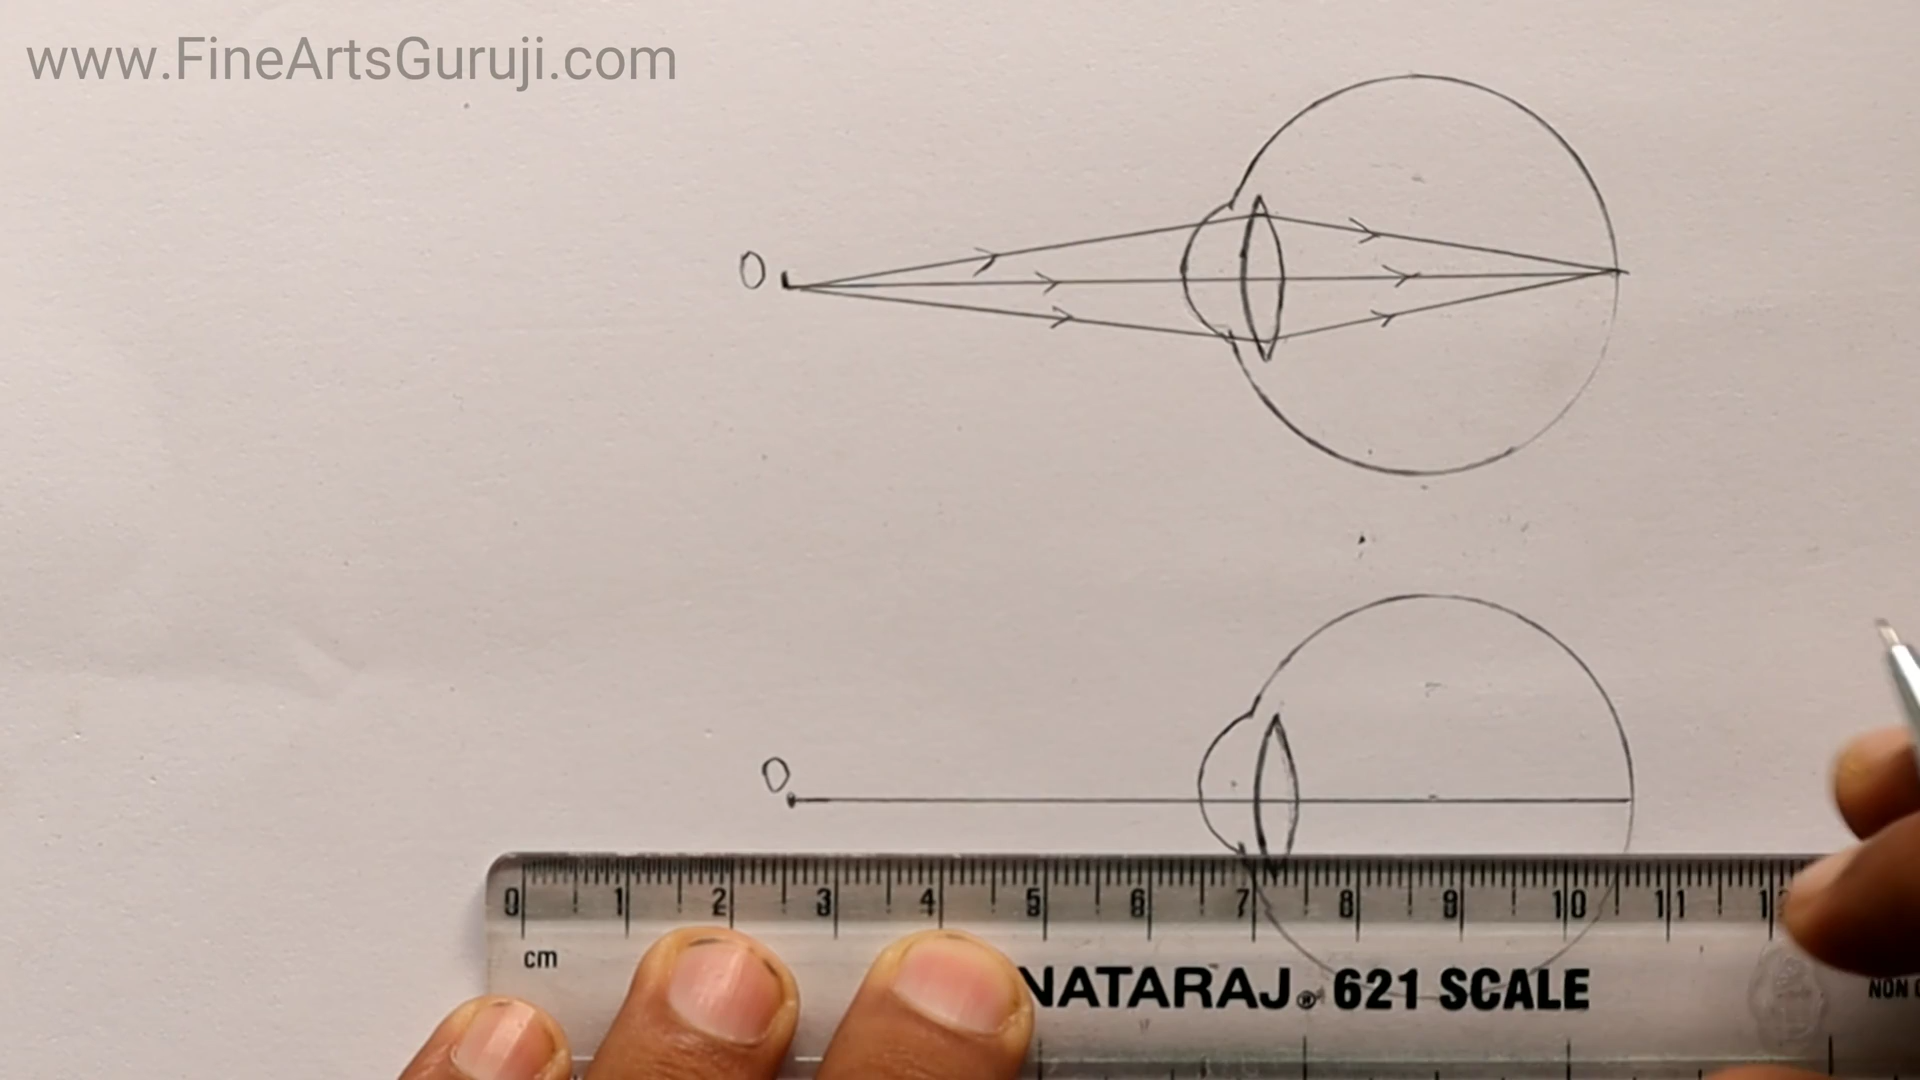 www.FineArtsGuruji.com
O
O
0 1 2 3 4 5 6 7 8 9 10 11
cm
NATARAJ® 621 SCALE
NON